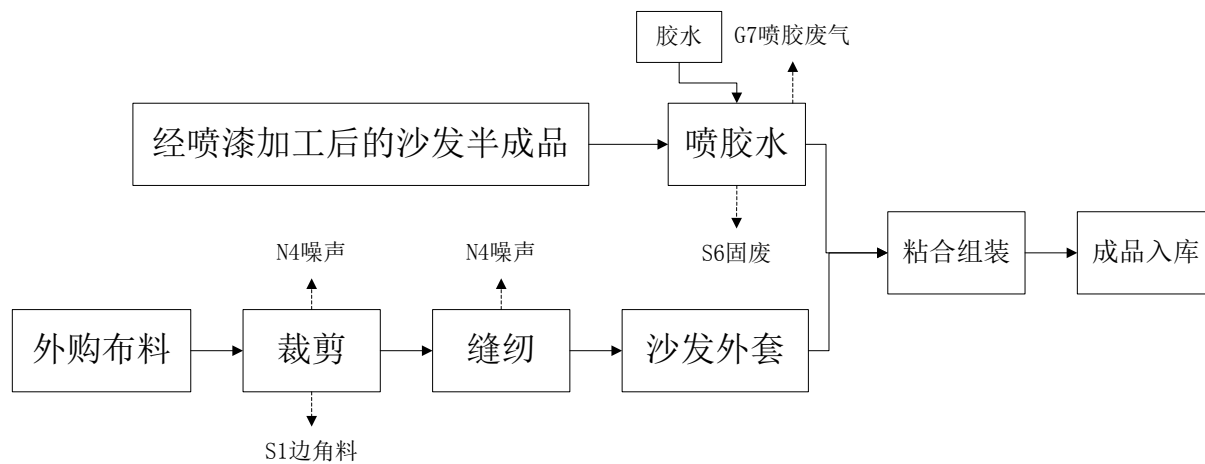 胶水
G7喷胶废气
经喷漆加工后的沙发半成品
喷胶水
S6固废
N4噪声
N4噪声
粘合组装
成品入库
外购布料
裁剪
缝纫
沙发外套
S1边角料